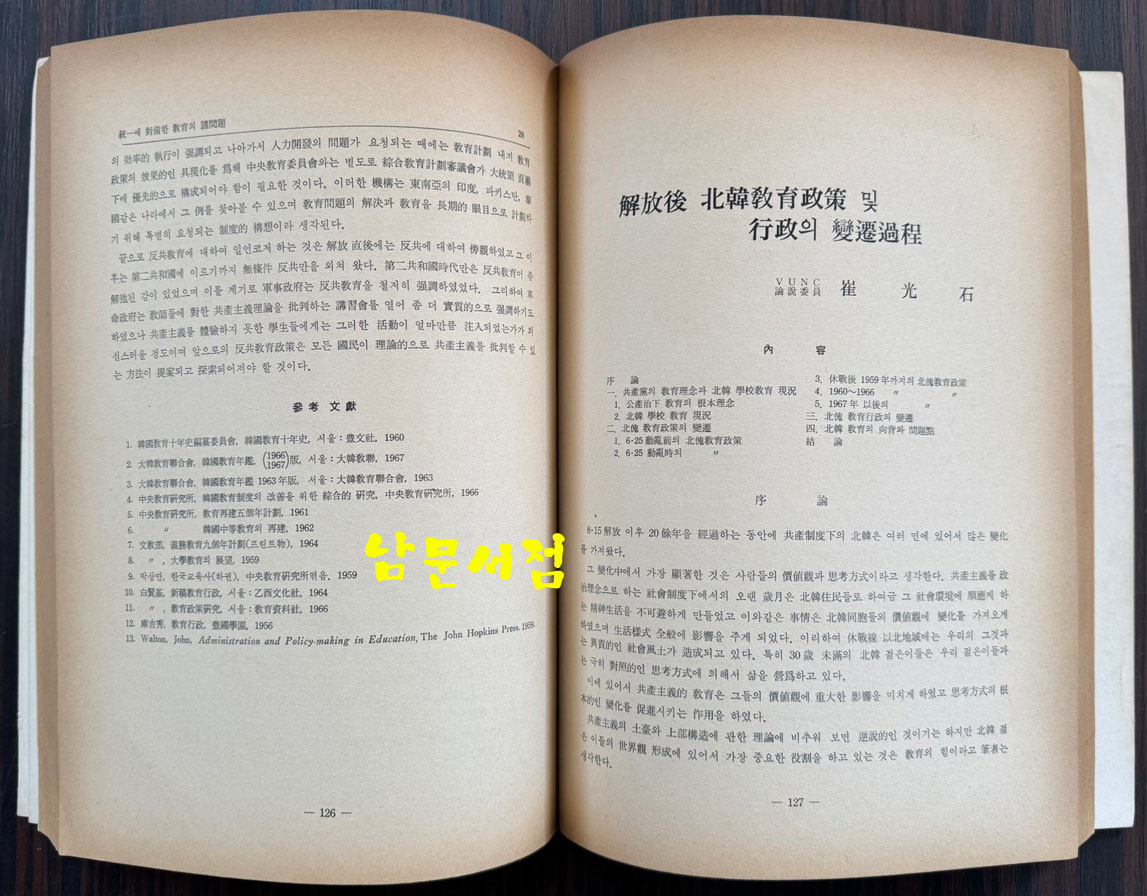 統一에 對備한 敎育의 諸問題 28
의 效率的 執行이 强調되고 나아가서 人力開發의 問題가 요청되는 때에는 敎育計劃 내지 敎育
政策의 效果的인 具現化를 爲해 中央敎育委員會와는 별도로 綜合敎育計劃審議會가 大統領 直屬
下에 優先的으로 構成되어야 함이 필요한 것이다. 이러한 機構는 東南亞의 印度, 파키스탄,
國같은 나라에서 그 例를 찾아볼 수 있으며 敎育問題의 解決과 敎育을 長期的 眼目으로 計劃하
기 위해 특별히 요청되는 制度的 構想이라 생각된다.
끝으로 反共敎育에 대하여 일언코저 하는 것은 解放 直後에는 反共에 대하여 傍觀하였고 그 이
후는 第二共和國에 이르기까지 無條件 反共만을 외쳐 왔다. 第二共和國時代만은 反共敎育이 좀
解弛된 감이 있었으며 이를 계기로 軍事政府는 反共敎育을 철저히 强調하였었다. 그리하여 革
命政府는 敎師들에 對한 共産主義理論을 批判하는 講習會를 열어 좀 더 實質的으로 强調하기도
하였으나 共産主義를 體驗하지 못한 學生들에게는 그러한 活動이 얼마만큼 注入되었는가가 의
심스러울 정도이며 앞으로의 反共敎育政策은 모든 國民이 理論的으로 共産主義를 批判할 수 있
는 方法이 提案되고 探索되어져야 할 것이다.
參考 文獻
1. 韓國敎育十年史編纂委員會, 韓國敎育十年史, 서울: 豊文社, 1960
2. 大韓敎育聯合會, 韓國敎育年鑑, (1966 1967)版, 서울: 大韓敎聯, 1967
3. 大韓敎育聯合會, 韓國敎育年鑑 1963年版, 서울: 大韓敎育聯合會, 1963
4. 中央敎育硏究所, 韓國敎育制度의 改善을 위한 綜合的 硏究, 中央敎育硏究所, 1966
5. 中央敎育硏究所, 敎育再建五個年計劃, 1961
6. 〃 韓國中等敎育의 再建, 1962
7. 文敎部, 義務敎育九個年計劃(프린트物), 1964
8. 〃, 大學敎育의 展望, 1959
9. 박상만, 한국교육사(하권), 中央敎育硏究所엮음, 1959
10. 白賢基, 新稿敎育行政, 서울: 乙酉文化社, 1964
11. 〃, 敎育政策硏究, 서울: 敎育資料社, 1966
12. 庫吉秀, 敎育行政, 豊國學園, 1956
13. Walton, John, Administration and Policy-making in Education, The John Hopkins Press. 1959.
— 126 —
解放後 北韓敎育政策 및
行政의 變遷過程
VUNC
論說委員 崔 光 石
內 容
序 論
一. 共産黨의 敎育理念과 北韓 學校敎育 現況
1. 公産治下 敎育의 根本理念
2. 北韓 學校 敎育 現況
二. 北傀 敎育政策의 變遷
1. 6·25 動亂前의 北傀敎育政策
2. 6.25 動亂時의 〃
3. 休戰後 1959年까지의 北傀敎育政策
4. 1960~1966 〃 〃
5. 1967年 以後의 〃
三. 北傀 敎育行政의 變遷
四. 北韓 敎育의 向背와 問題點
結 論
序 論
8·15解放 이후 20餘年을 經過하는 동안에 共産制度下의 北韓은 여러 面에 있어서 많은 變化
를 가져왔다.
그 變化中에서 가장 顯著한 것은 사람들의 價値觀과 思考方式이라고 생각한다. 共産主義를 政
治理念으로 하는 社會制度下에서의 오랜 歲月은 北韓住民들로 하여금 그 社會環境에 順應케 하
는 精神生活을 不可避하게 만들었고 이와같은 事情은 北韓同胞들의 價値觀에 變化를 가져오게
하였으며 生活樣式 全般에 影響을 주게 되었다. 이리하여 休戰線 以北地域에는 우리의 그것과
는 異質的인 社會風土가 造成되고 있다. 특히 30歲 未滿의 北韓 젊은이들은 우리 젊은이들과
는 극히 對照的인 思考方式에 依해서 삶을 營爲하고 있다.
이에 있어서 共産主義的 敎育은 그들의 價値觀에 重大한 影響을 미치게 하였고 思考方式의 根
本的인 變化를 促進시키는 作用을 하였다.
共産主義의 土臺와 上部構造에 관한 理論에 비추워 보면 逆說的인 것이기는 하지만 北韓 젊
은 이들의 世界觀 形成에 있어서 가장 중요한 役割을 하고 있는 것은 敎育의 힘이라고 筆者는
생각한다.
— 127 —
남문서점